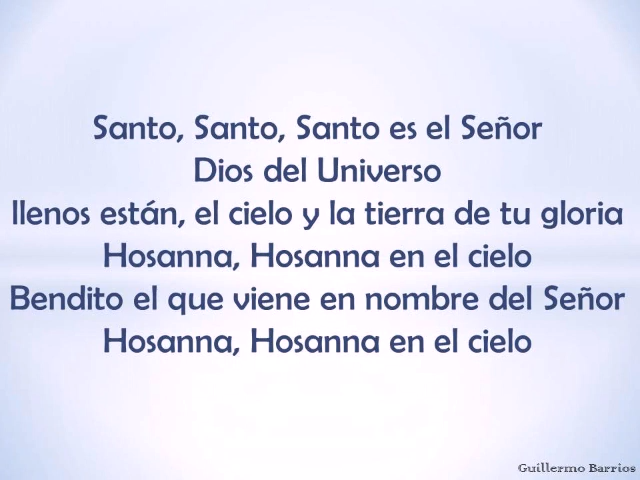 Santo, Santo, Santo es el Señor
Dios del Universo
llenos están, el cielo y la tierra de tu gloria
Hosanna, Hosanna en el cielo
Bendito el que viene en nombre del Señor
Hosanna, Hosanna en el cielo
Guillermo Barrios